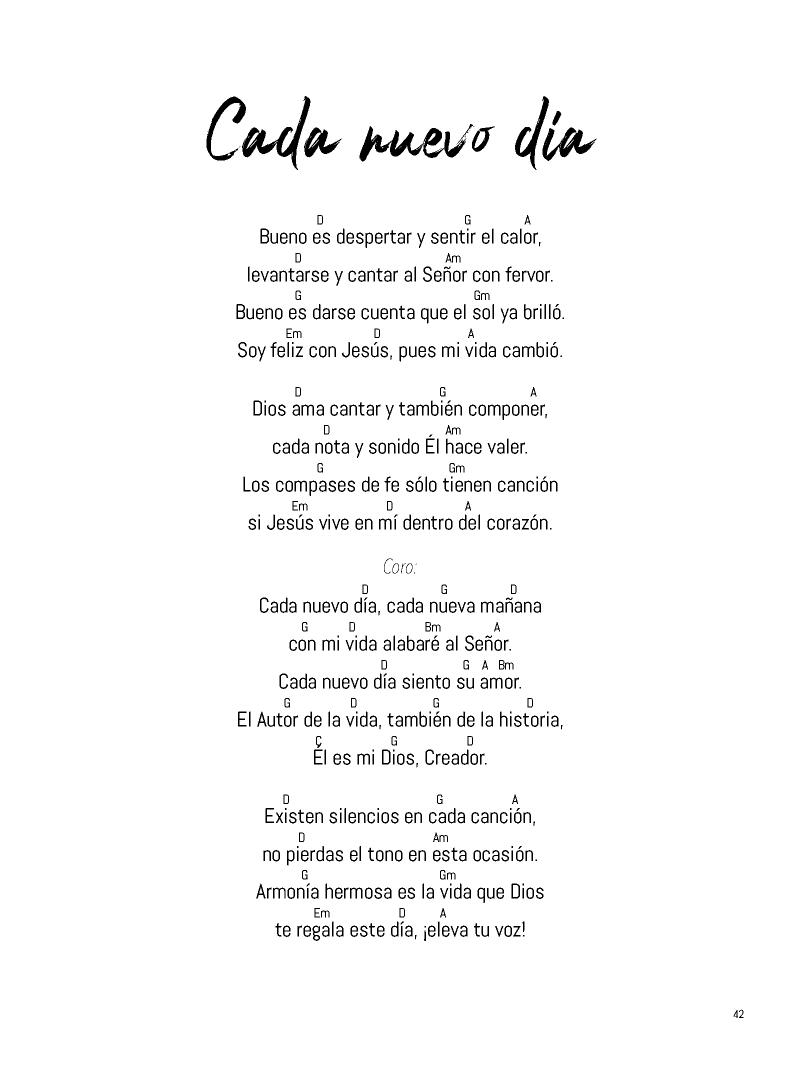 Cada nuevo día
D G A
Bueno es despertar y sentir el calor,
D Am
levantarse y cantar al Señor con fervor.
G Gm
Bueno es darse cuenta que el sol ya brilló.
Em D A
Soy feliz con Jesús, pues mi vida cambió.
D G A
Dios ama cantar y también componer,
D Am
cada nota y sonido Él hace valer.
G Gm
Los compases de fe sólo tienen canción
Em D A
si Jesús vive en mí dentro del corazón.
Coro:
D G D
Cada nuevo día, cada nueva mañana
G D Bm A
con mi vida alabaré al Señor.
D G A Bm
Cada nuevo día siento su amor.
G D G D
El Autor de la vida, también de la historia,
C G D
Él es mi Dios, Creador.
D G A
Existen silencios en cada canción,
D Am
no pierdas el tono en esta ocasión.
G Gm
Armonía hermosa es la vida que Dios
Em D A
te regala este día, ¡eleva tu voz!
42